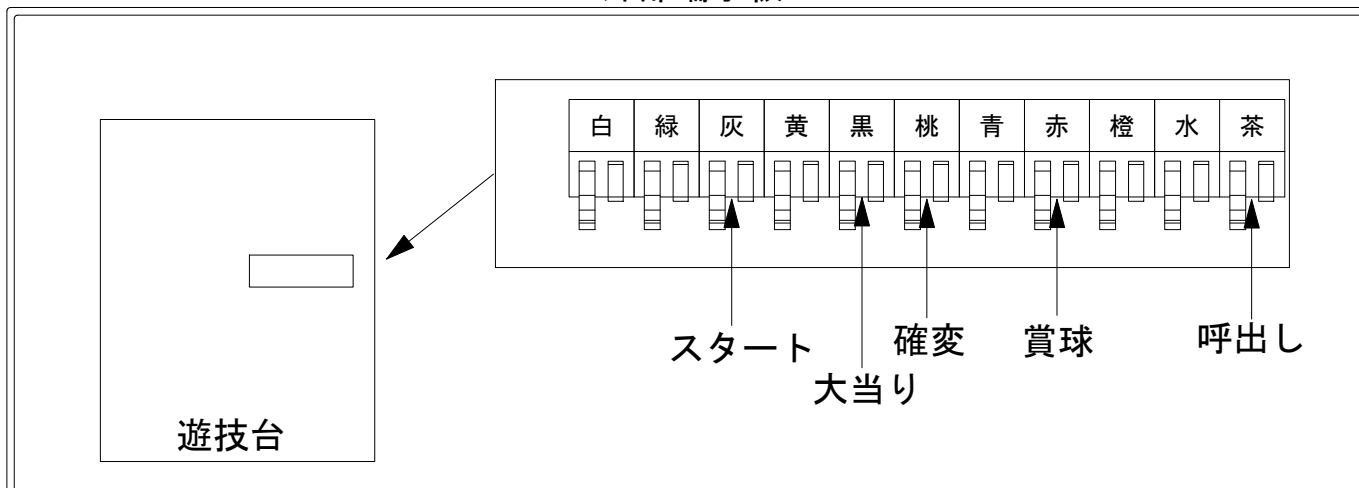 白 緑 灰 黄 黒 桃 青 赤 橙 水 茶
スタート
大当り
確変
賞球
呼出し
遊技台